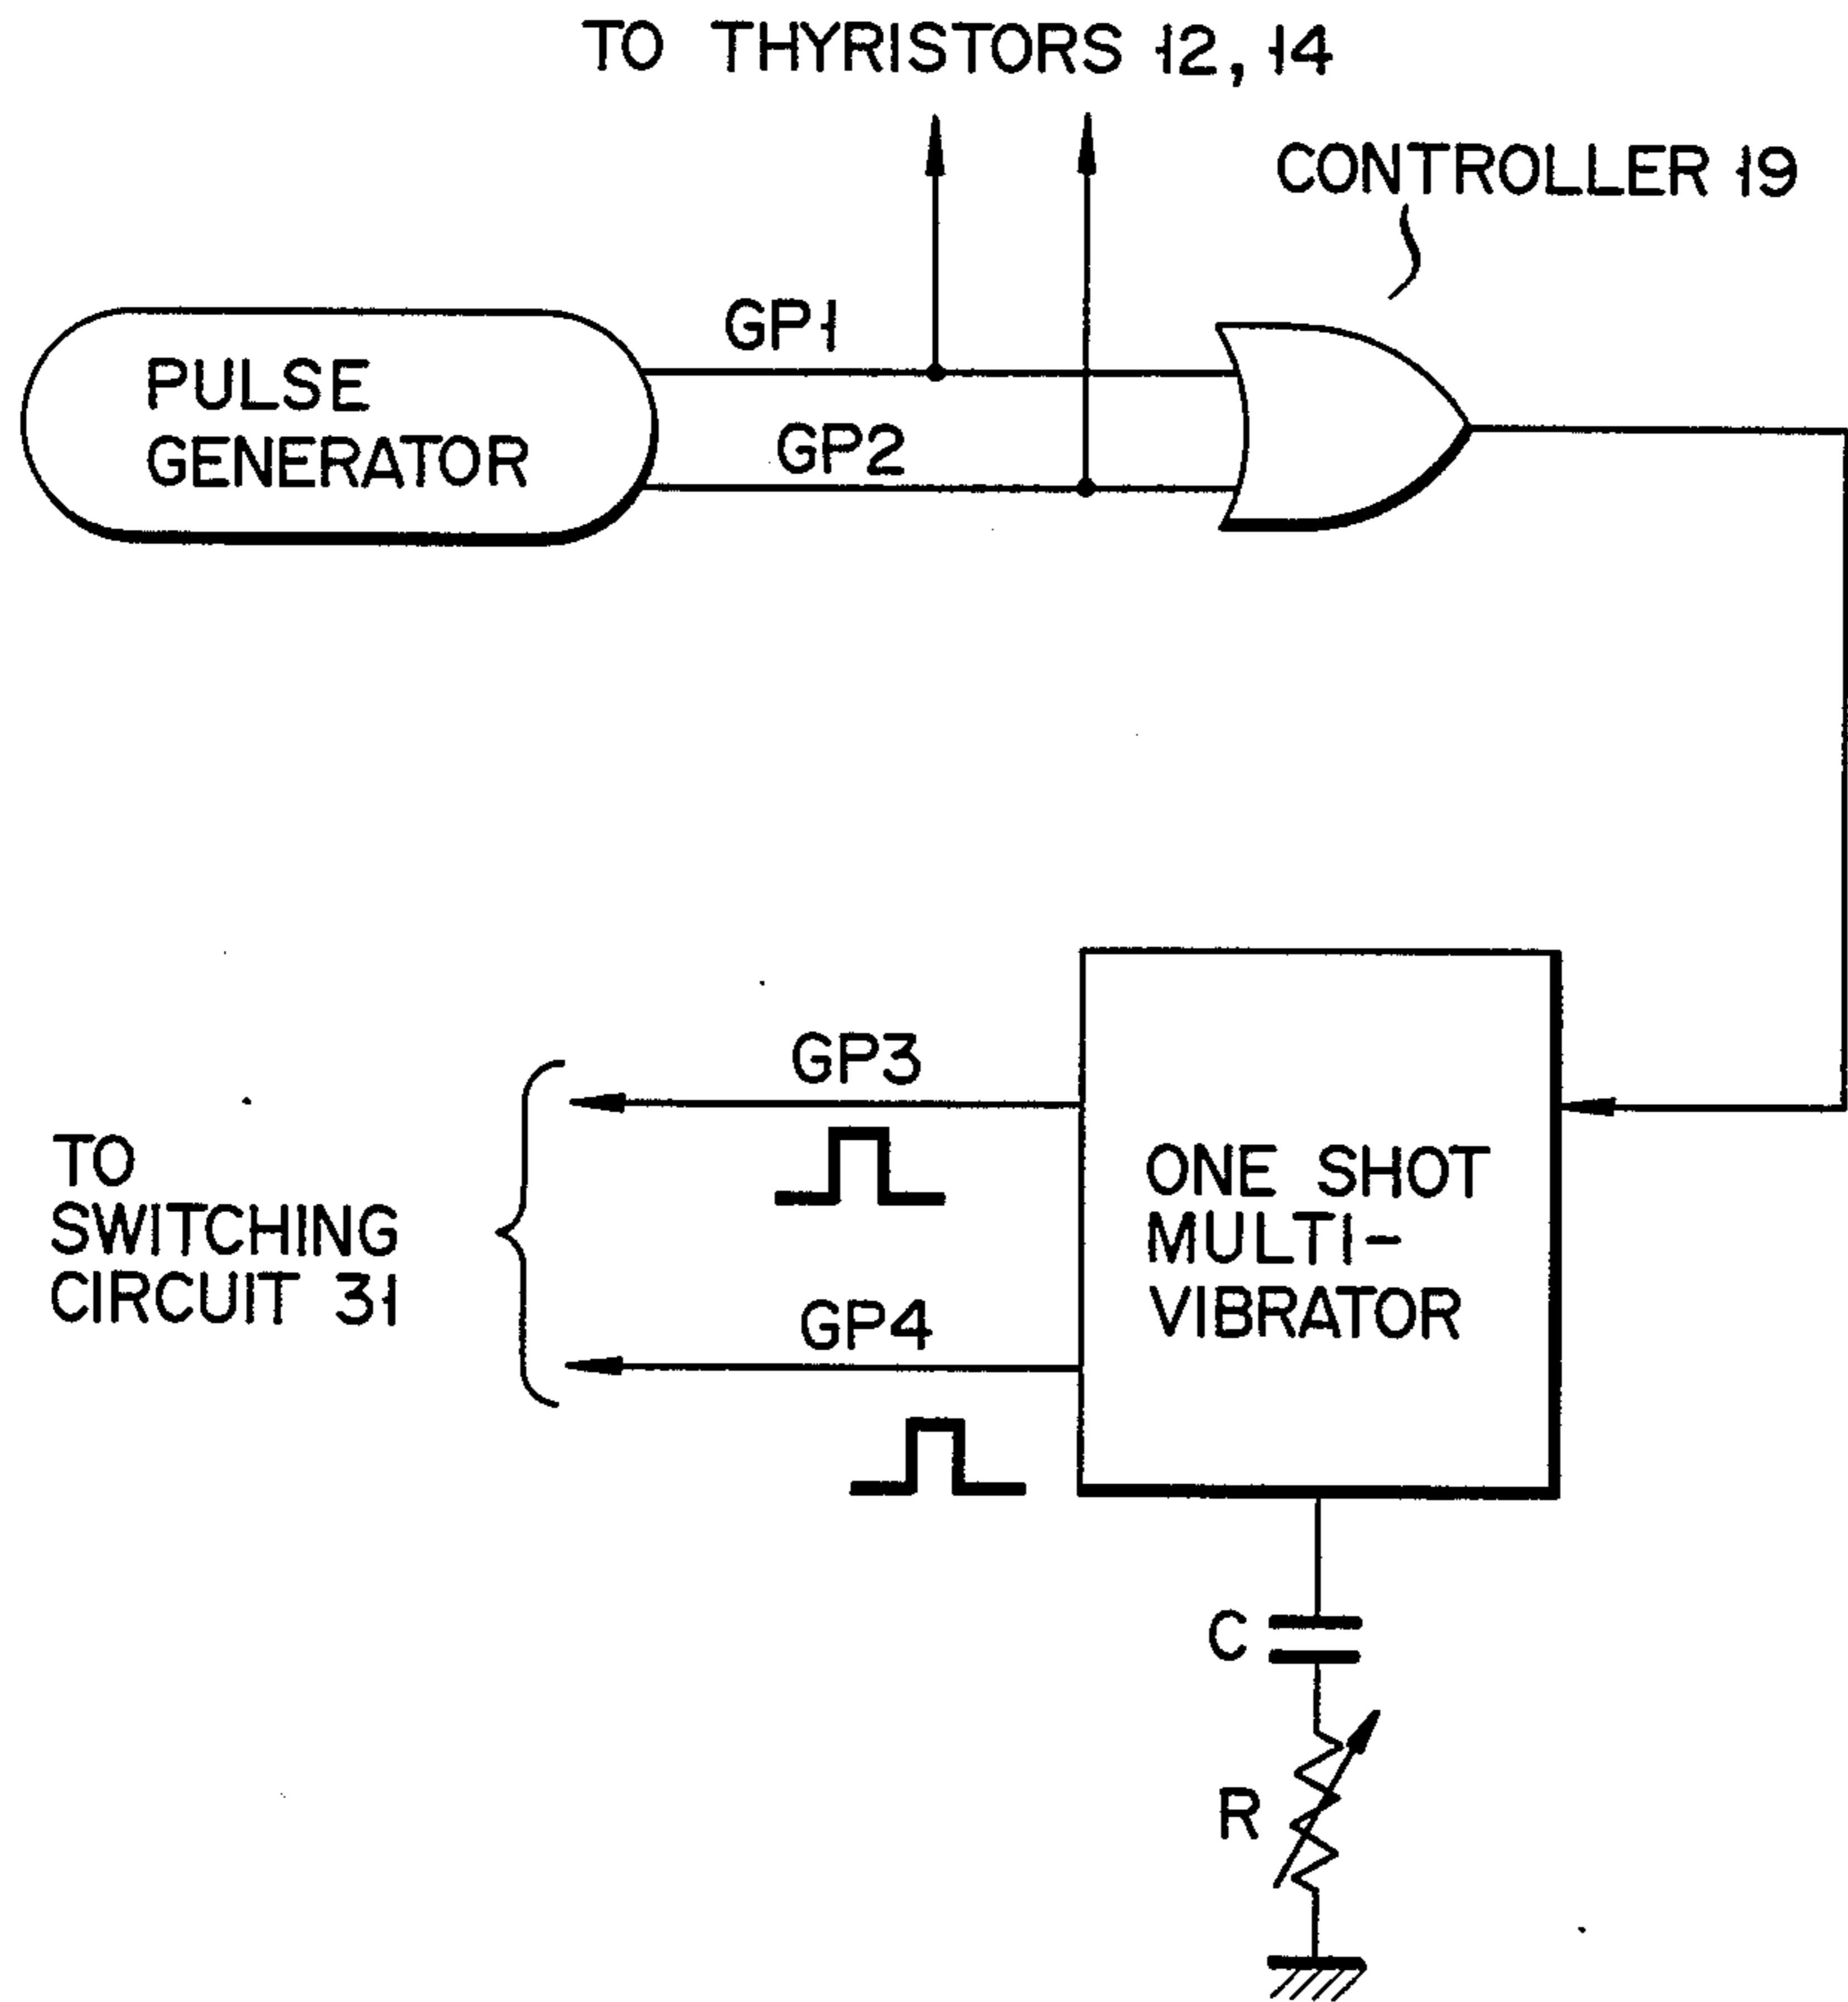 TO THYRISTORS 12, 14
CONTROLLER 19
GP1
PULSE
GENERATOR
GP2
GP3
TO
SWITCHING
CIRCUIT 31
ONE SHOT
MULTI-
VIBRATOR
GP4
C
R